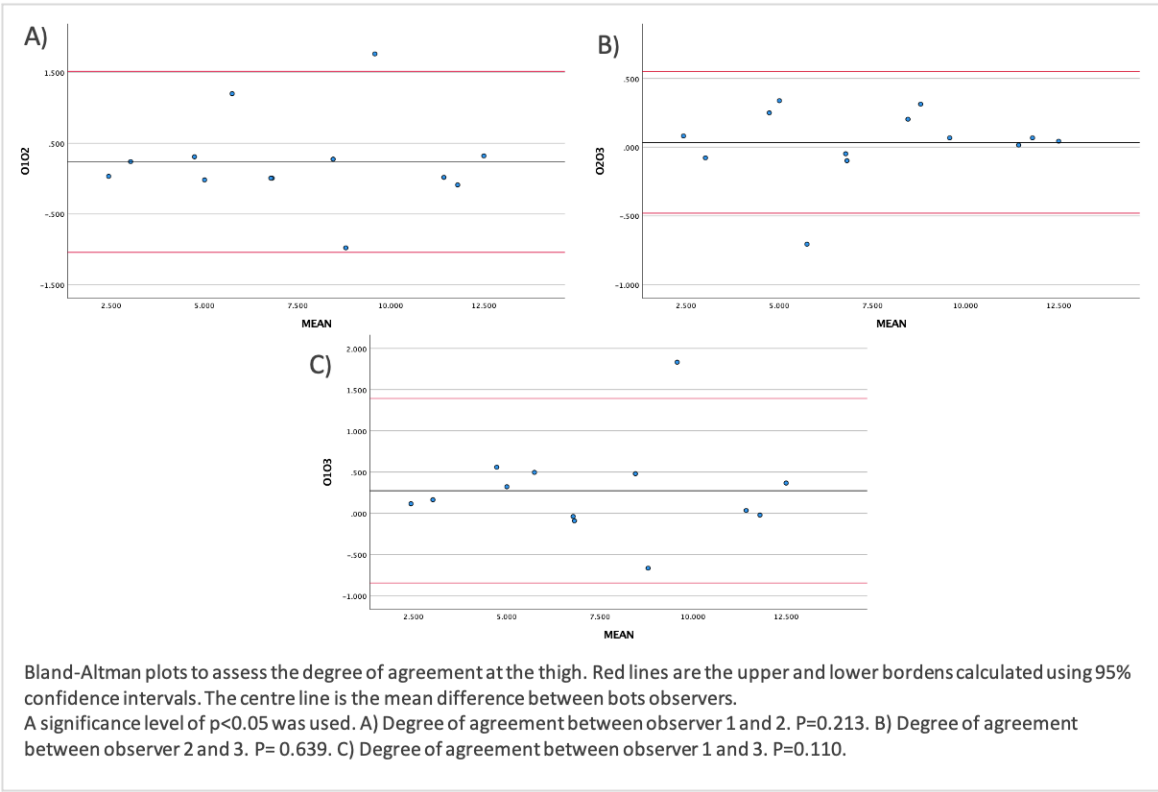 A)
1.500
.500
-.500
-1.500
O1O2
2.500 5.000 7.500 10.000 12.500
MEAN
B)
.500
.000
-.500
-1.000
O2O3
2.500 5.000 7.500 10.000 12.500
MEAN
C)
2.000
1.500
1.000
.500
.000
-.500
-1.000
O1O3
2.500 5.000 7.500 10.000 12.500
MEAN
Bland-Altman plots to assess the degree of agreement at the thigh. Red lines are the upper and lower bordens calculated using 95%
confidence intervals. The centre line is the mean difference between bots observers.
A significance level of p<0.05 was used. A) Degree of agreement between observer 1 and 2. P=0.213. B) Degree of agreement
between observer 2 and 3. P= 0.639. C) Degree of agreement between observer 1 and 3. P=0.110.